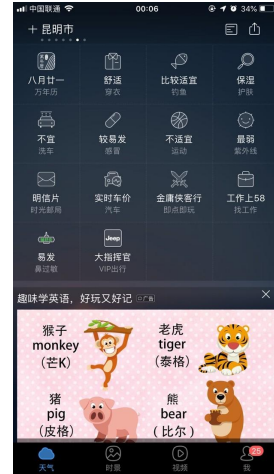 中国联通
00:06
34%
+ 昆明市
八月廿一
舒适
比较适宜
保湿
万年历
穿衣
钓鱼
护肤
不宜
较易发
不适宜
最弱
洗车
感冒
运动
紫外线
明信片
实时车价
金庸侠客行
工作上58
时光邮局
汽车
即点即玩
找工作
易发
Jeep
大指挥官
鼻过敏
VIP出行
趣味学英语，好玩又好记
广告
猴子
老虎
monkey
tiger
(芒K)
(泰格)
猪
熊
pig
bear
(皮格)
(比尔)
25
天气
时景
视频
我